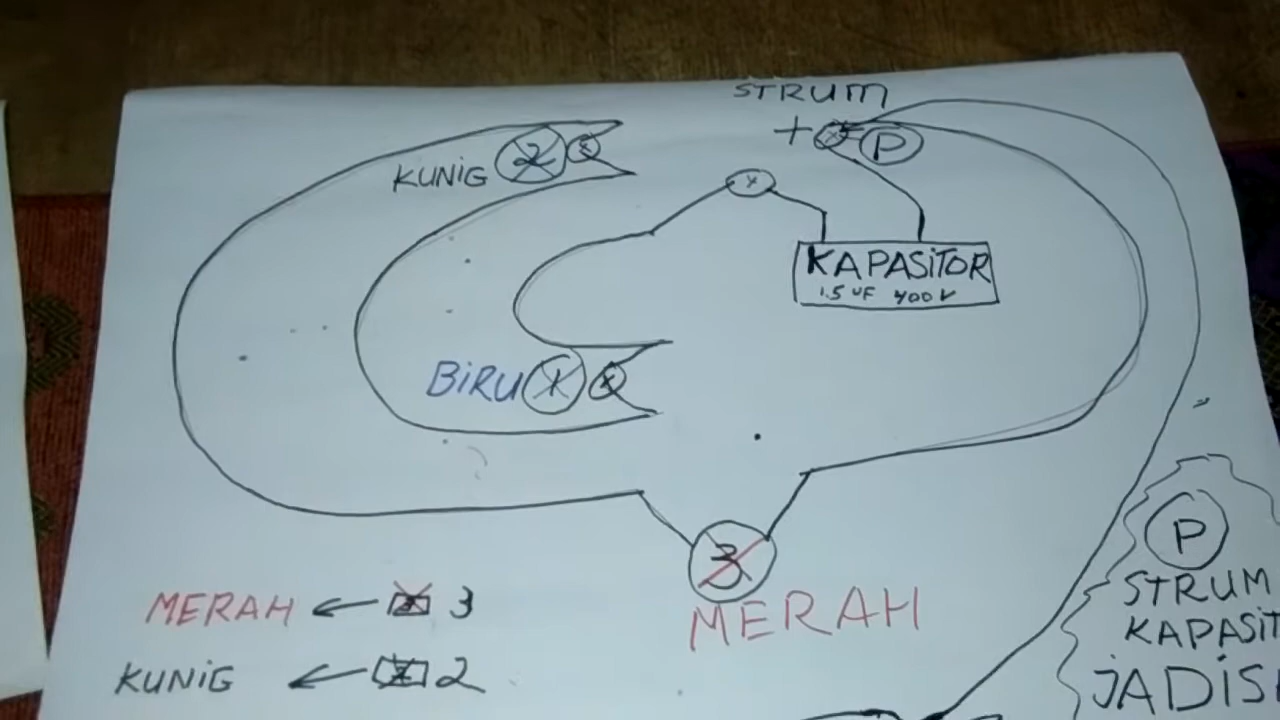 STRUM
+ P
KUNiG 2
KAPASiTOR
1.5 UF 400 V
BiRU 1
3
MERAH
MERAH 3
KUNiG 2
P
STRUM
KAPASiT
JADiS